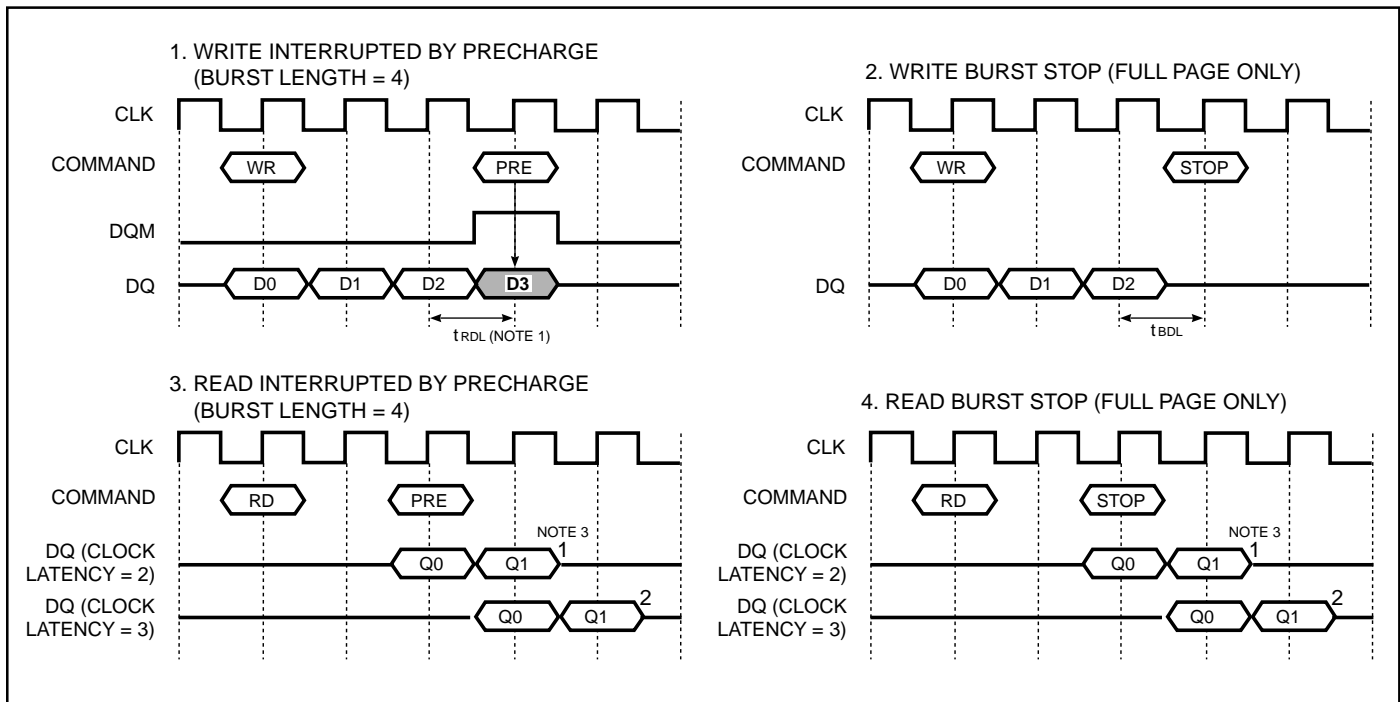 1. WRITE INTERRUPTED BY PRECHARGE
(BURST LENGTH = 4)
CLK
COMMAND
WR
PRE
DQM
DQ
D0
D1
D2
D3
tRDL (NOTE 1)
2. WRITE BURST STOP (FULL PAGE ONLY)
CLK
COMMAND
WR
STOP
DQ
D0
D1
D2
tBDL
3. READ INTERRUPTED BY PRECHARGE
(BURST LENGTH = 4)
CLK
COMMAND
RD
PRE
NOTE 3
DQ (CLOCK
LATENCY = 2)
Q0
Q1
1
DQ (CLOCK
LATENCY = 3)
Q0
Q1
2
4. READ BURST STOP (FULL PAGE ONLY)
CLK
COMMAND
RD
STOP
NOTE 3
DQ (CLOCK
LATENCY = 2)
Q0
Q1
1
DQ (CLOCK
LATENCY = 3)
Q0
Q1
2